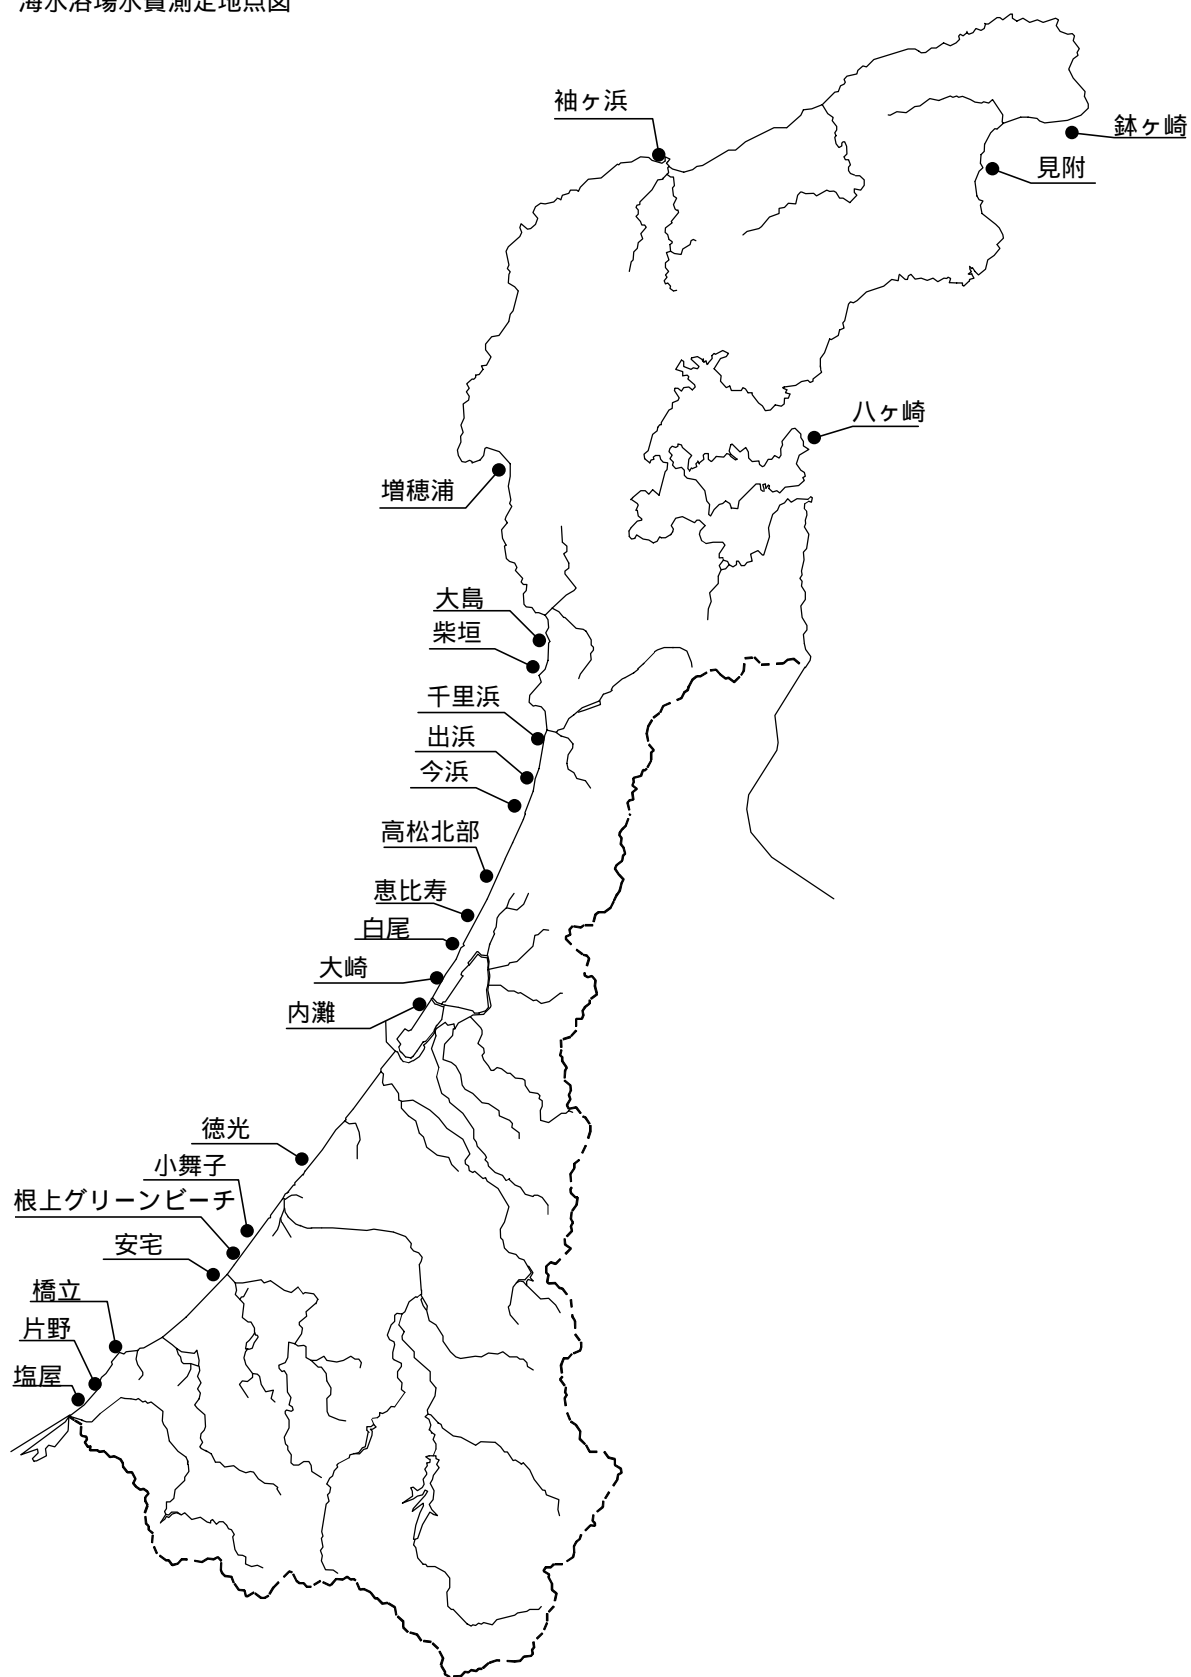 海水浴場水質測定地点図
袖ヶ浜
鉢ヶ崎
見附
八ヶ崎
増穂浦
大島
柴垣
千里浜
出浜
今浜
高松北部
恵比寿
白尾
大崎
内灘
徳光
小舞子
根上グリーンビーチ
安宅
橋立
片野
塩屋